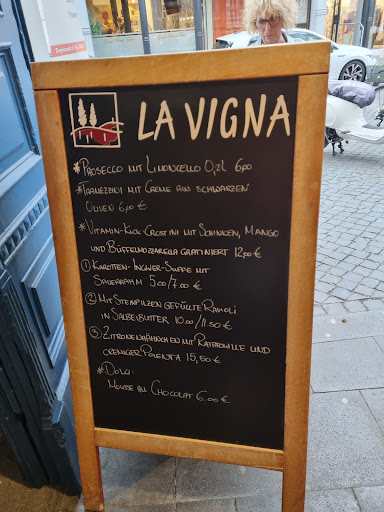 LA VIGNA
*PROSECCO MIT LIMONCELLO 0,2L 6,00
*TRAMEZZINI MIT CREME AUS SCHWARZEN
OLIVEN 6,00 €
*VITAMIN-KICK-CROSTINI MIT SCHINKEN, MANGO
UND BÜFFELMOZZARELLA GRATINIERT 12,00 €
① KAROTTEN-INGWER-SUPPE MIT
SAUERRAHM 5.00/7.00 €
② MIT STEINPILZEN GEFÜLLTE RAVIOLI
IN SALBEIBUTTER 10.00/11.50 €
③ ZITRONENHÄHNCHEN MIT RATATOUILLE UND
CREMIGER POLENTA 15,50 €
*DOLCI:
MOUSSE AU CHOCOLAT 6.00 €